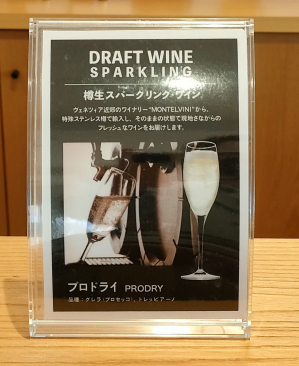 DRAFT WINE
SPARKLING
樽生スパークリング・ワイン
ヴェネツィア近郊のワイナリー“MONTELVINI”から、
特殊ステンレス樽で輸入し、そのままの状態で現地さながらの
フレッシュなワインをお届けします。
プロドライ PRODRY
品種：グレラ(プロセッコ)、トレッビアーノ